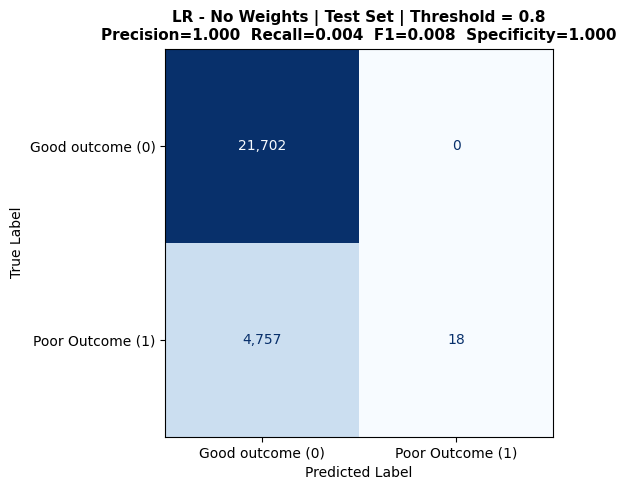 LR - No Weights | Test Set | Threshold = 0.8
Precision=1.000  Recall=0.004  F1=0.008  Specificity=1.000
Good outcome (0)
21,702
0
True Label
Poor Outcome (1)
4,757
18
Good outcome (0)
Poor Outcome (1)
Predicted Label